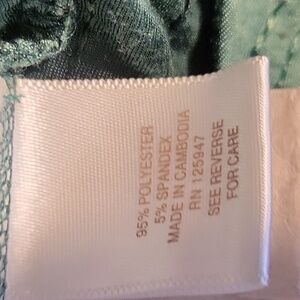 95% POLYESTER
5% SPANDEX
MADE IN CAMBODIA
RN 125947
SEE REVERSE
FOR CARE